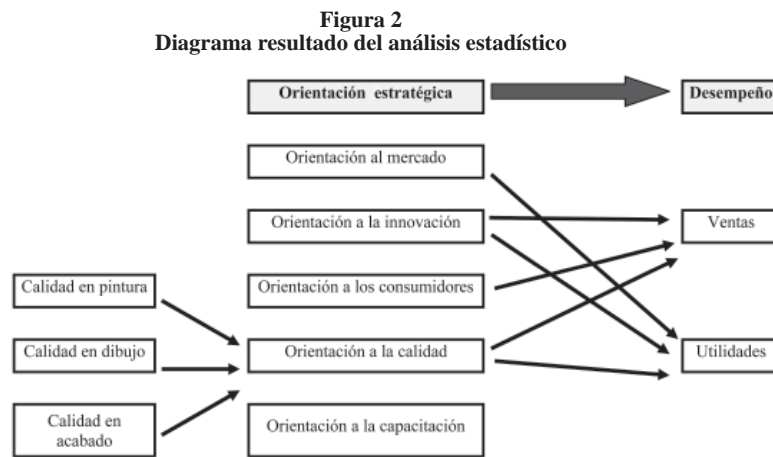 Figura 2
Diagrama resultado del análisis estadístico
Orientación estratégica
Desempeño
Orientación al mercado
Orientación a la innovación
Ventas
Calidad en pintura
Orientación a los consumidores
Calidad en dibujo
Orientación a la calidad
Utilidades
Calidad en
acabado
Orientación a la capacitación